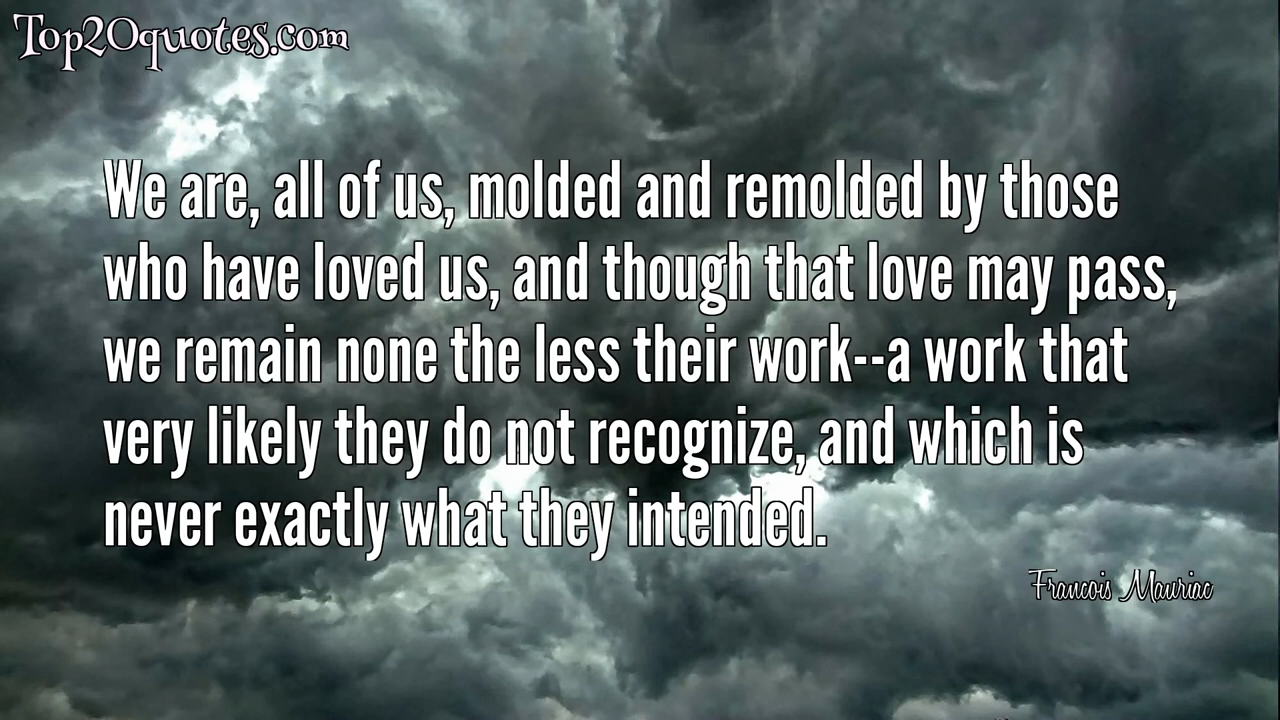 Top20quotes.com
We are, all of us, molded and remolded by those
who have loved us, and though that love may pass,
we remain none the less their work--a work that
very likely they do not recognize, and which is
never exactly what they intended.
Francois Mauriac